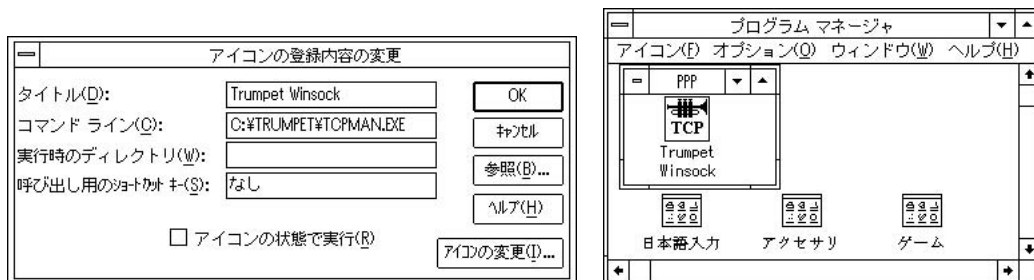 アイコンの登録内容の変更
タイトル(D):
Trumpet Winsock
コマンド ライン(C):
C:¥TRUMPET¥TCPMAN.EXE
実行時のディレクトリ(W):
呼び出し用のｼｮｰﾄｶｯﾄ ｷｰ(S):
なし
アイコンの状態で実行(R)
OK
ｷｬﾝｾﾙ
参照(B)...
ﾍﾙﾌﾟ(H)
ｱｲｺﾝの変更(I)...
プログラム マネージャ
アイコン(F) オプション(O) ウィンドウ(W) ヘルプ(H)
PPP
TCP
Trumpet
Winsock
日本語入力
アクセサリ
ゲーム